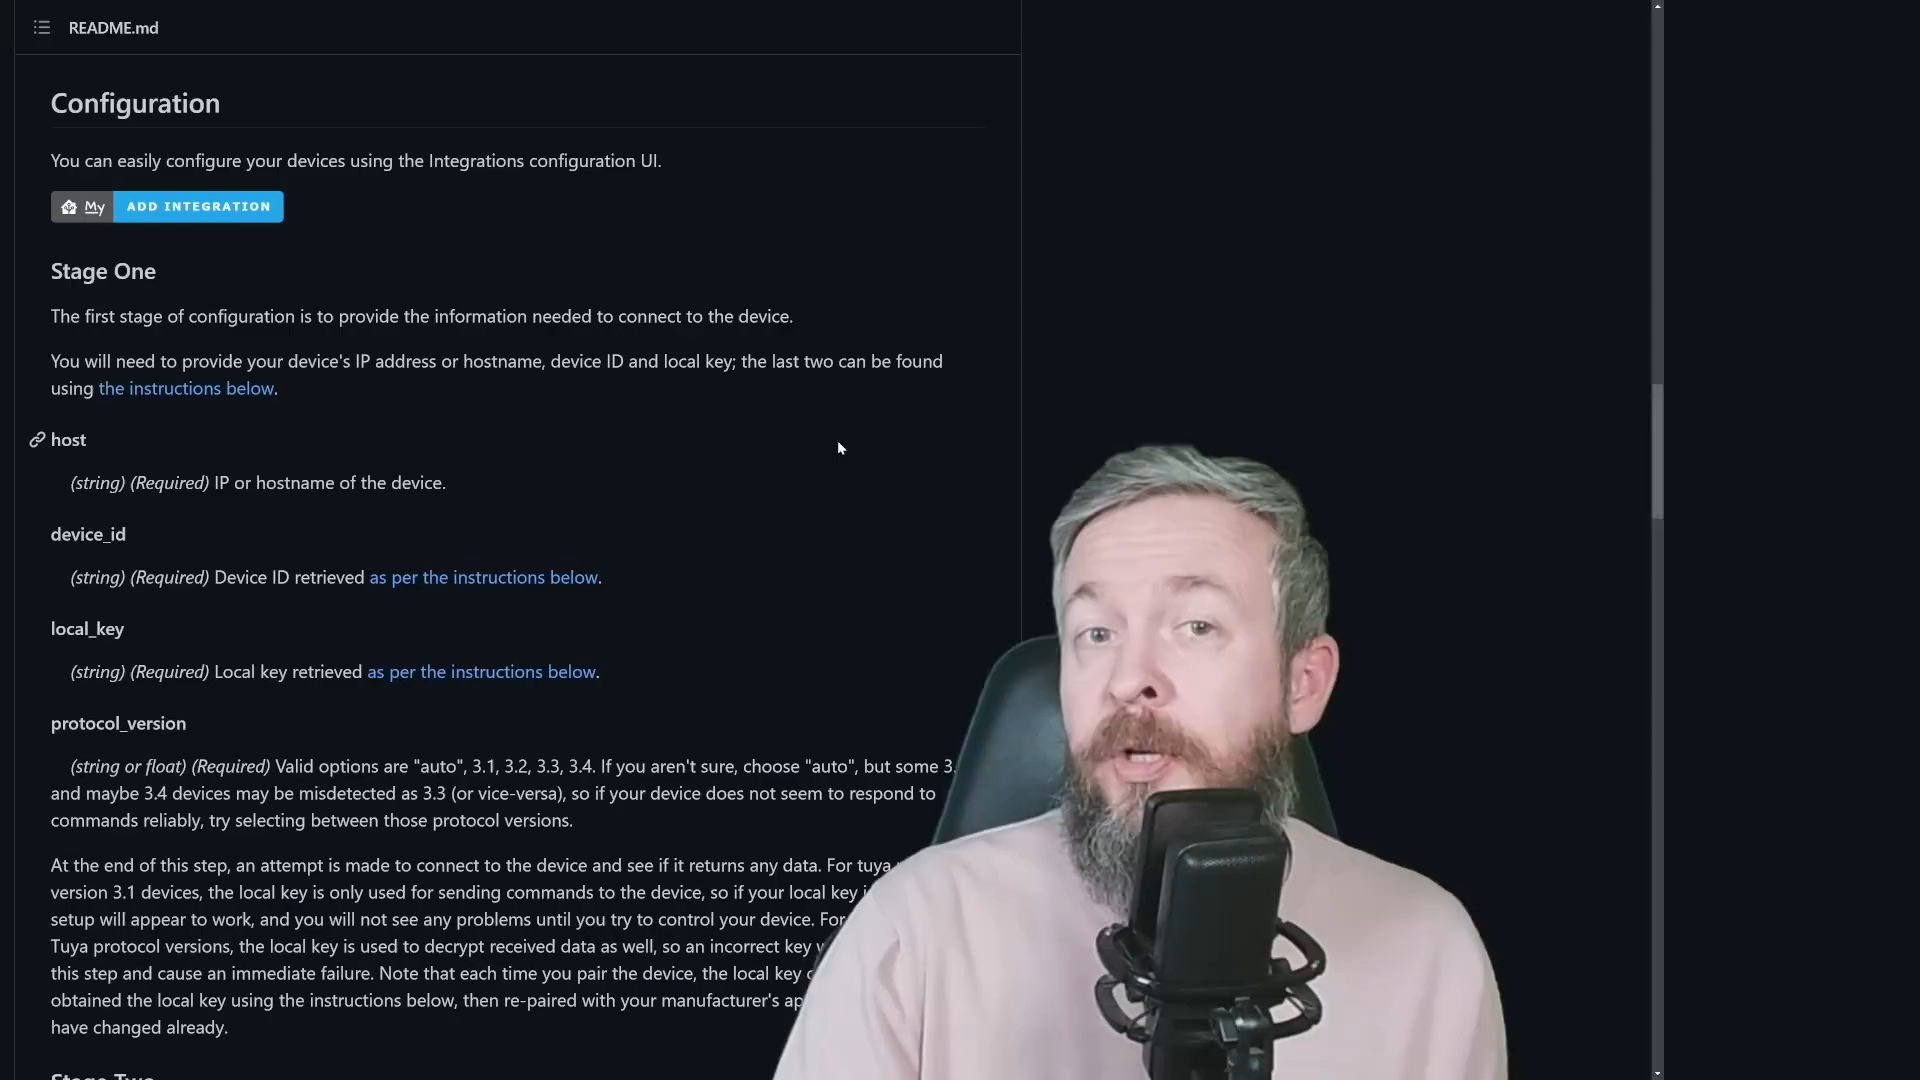 README.md
Configuration
You can easily configure your devices using the Integrations configuration UI.
My ADD INTEGRATION
Stage One
The first stage of configuration is to provide the information needed to connect to the device.
You will need to provide your device's IP address or hostname, device ID and local key; the last two can be found
using the instructions below.
host
(string) (Required) IP or hostname of the device.
device_id
(string) (Required) Device ID retrieved as per the instructions below.
local_key
(string) (Required) Local key retrieved as per the instructions below.
protocol_version
(string or float) (Required) Valid options are "auto", 3.1, 3.2, 3.3, 3.4. If you aren't sure, choose "auto", but some 3.
and maybe 3.4 devices may be misdetected as 3.3 (or vice-versa), so if your device does not seem to respond to
commands reliably, try selecting between those protocol versions.
At the end of this step, an attempt is made to connect to the device and see if it returns any data. For tuya
version 3.1 devices, the local key is only used for sending commands to the device, so if your local key
setup will appear to work, and you will not see any problems until you try to control your device. For
Tuya protocol versions, the local key is used to decrypt received data as well, so an incorrect key
this step and cause an immediate failure. Note that each time you pair the device, the local key
obtained the local key using the instructions below, then re-paired with your manufacturer's
have changed already.
Stage Two